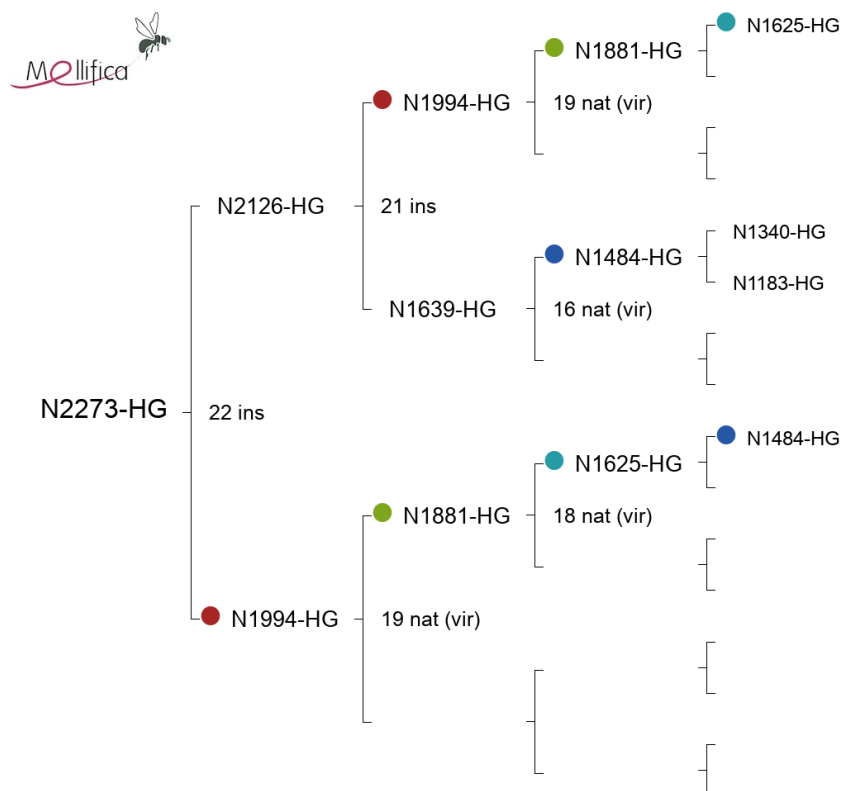 Mellifica
N1625-HG
N1881-HG
N1994-HG
19 nat (vir)
N2126-HG
21 ins
N1484-HG
N1340-HG
N1183-HG
N1639-HG
16 nat (vir)
N2273-HG
22 ins
N1625-HG
N1484-HG
N1881-HG
18 nat (vir)
N1994-HG
19 nat (vir)